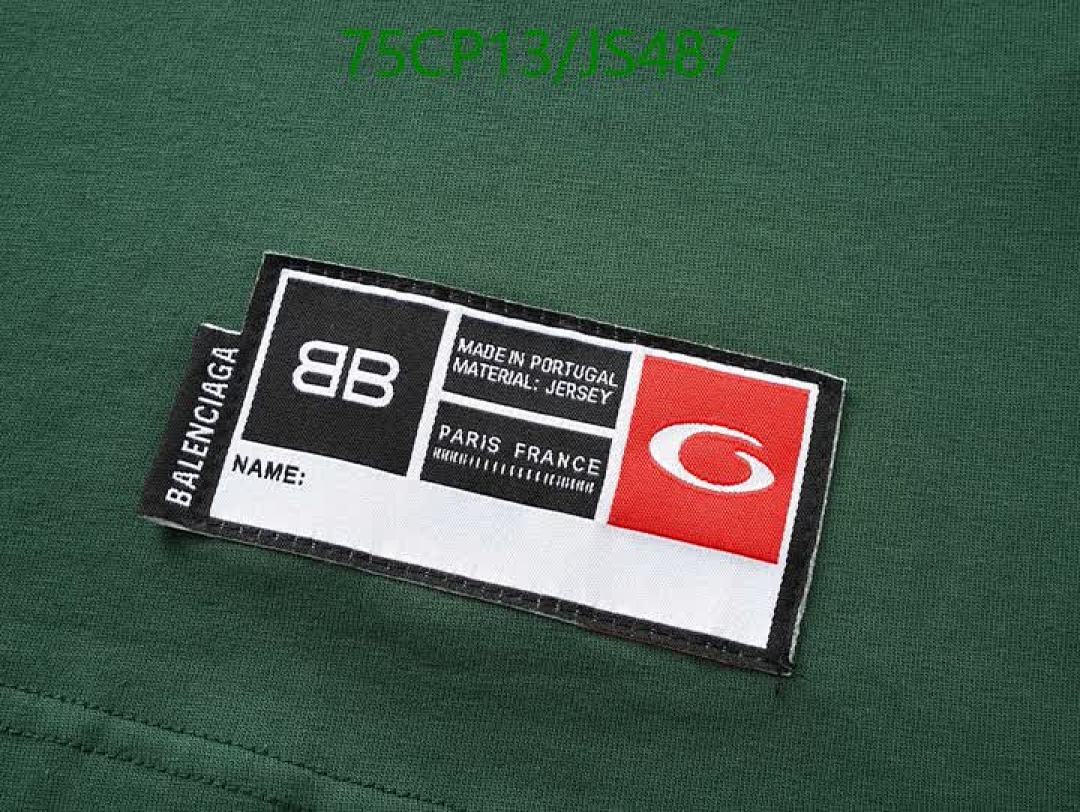 75CP13/JS487
BALENCIAGA
BB
MADE IN PORTUGAL
MATERIAL: JERSEY
PARIS FRANCE
NAME: